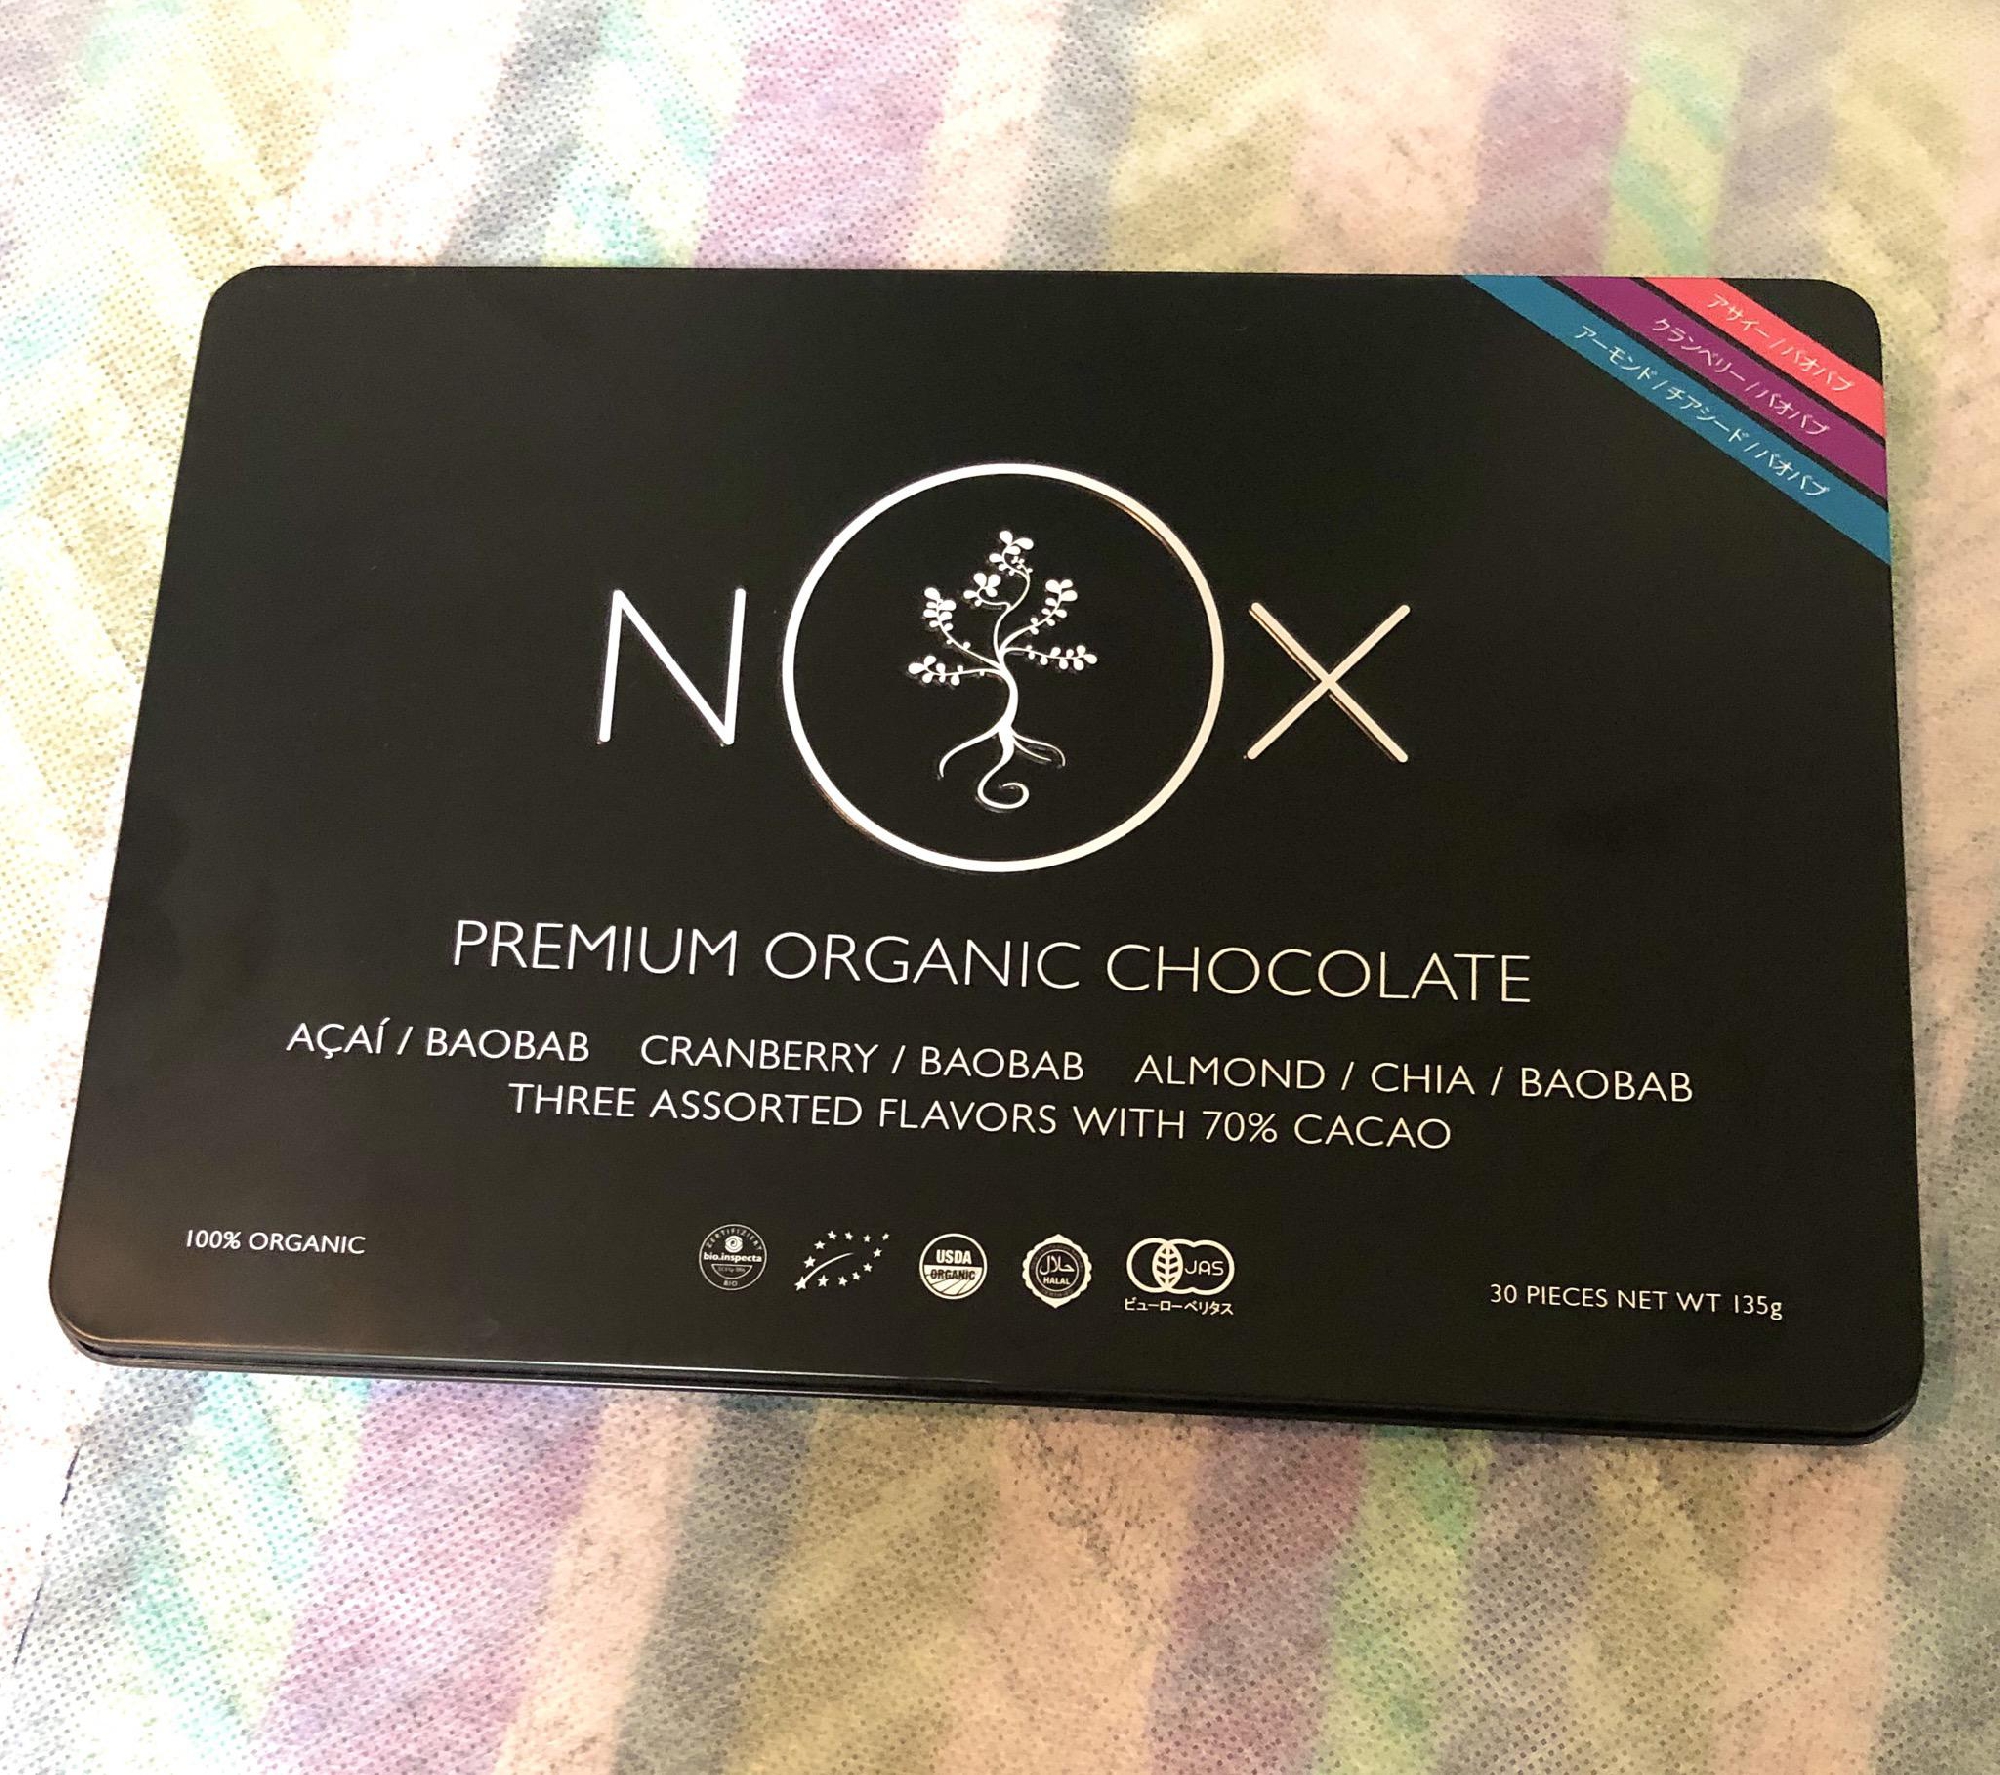 アサイー / バオバブ
クランベリー / バオバブ
アーモンド / チアシード / バオバブ
NOX
PREMIUM ORGANIC CHOCOLATE
AÇAÍ / BAOBAB CRANBERRY / BAOBAB ALMOND / CHIA / BAOBAB
THREE ASSORTED FLAVORS WITH 70% CACAO
100% ORGANIC
bio.inspecta
BIO
USDA
ORGANIC
حلال
HALAL
JAS
ビューローベリタス
30 PIECES NET WT 135g